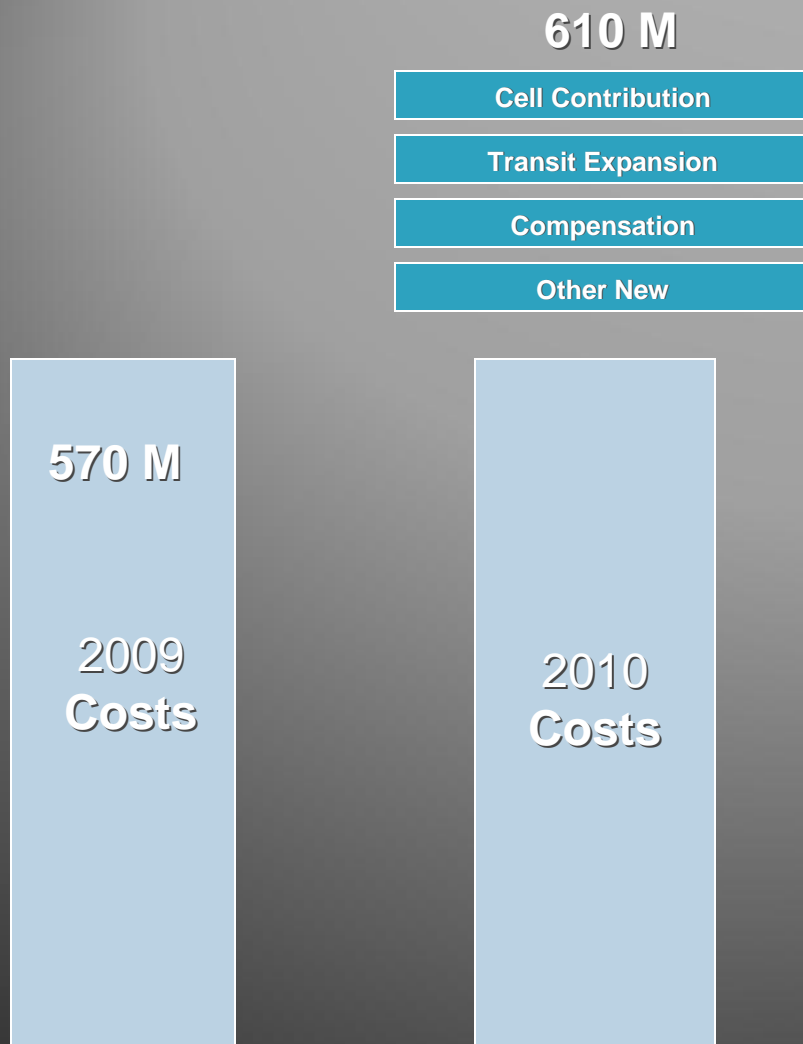 610 M
Cell Contribution
Transit Expansion
Compensation
Other New
570 M
2009
Costs
2010
Costs